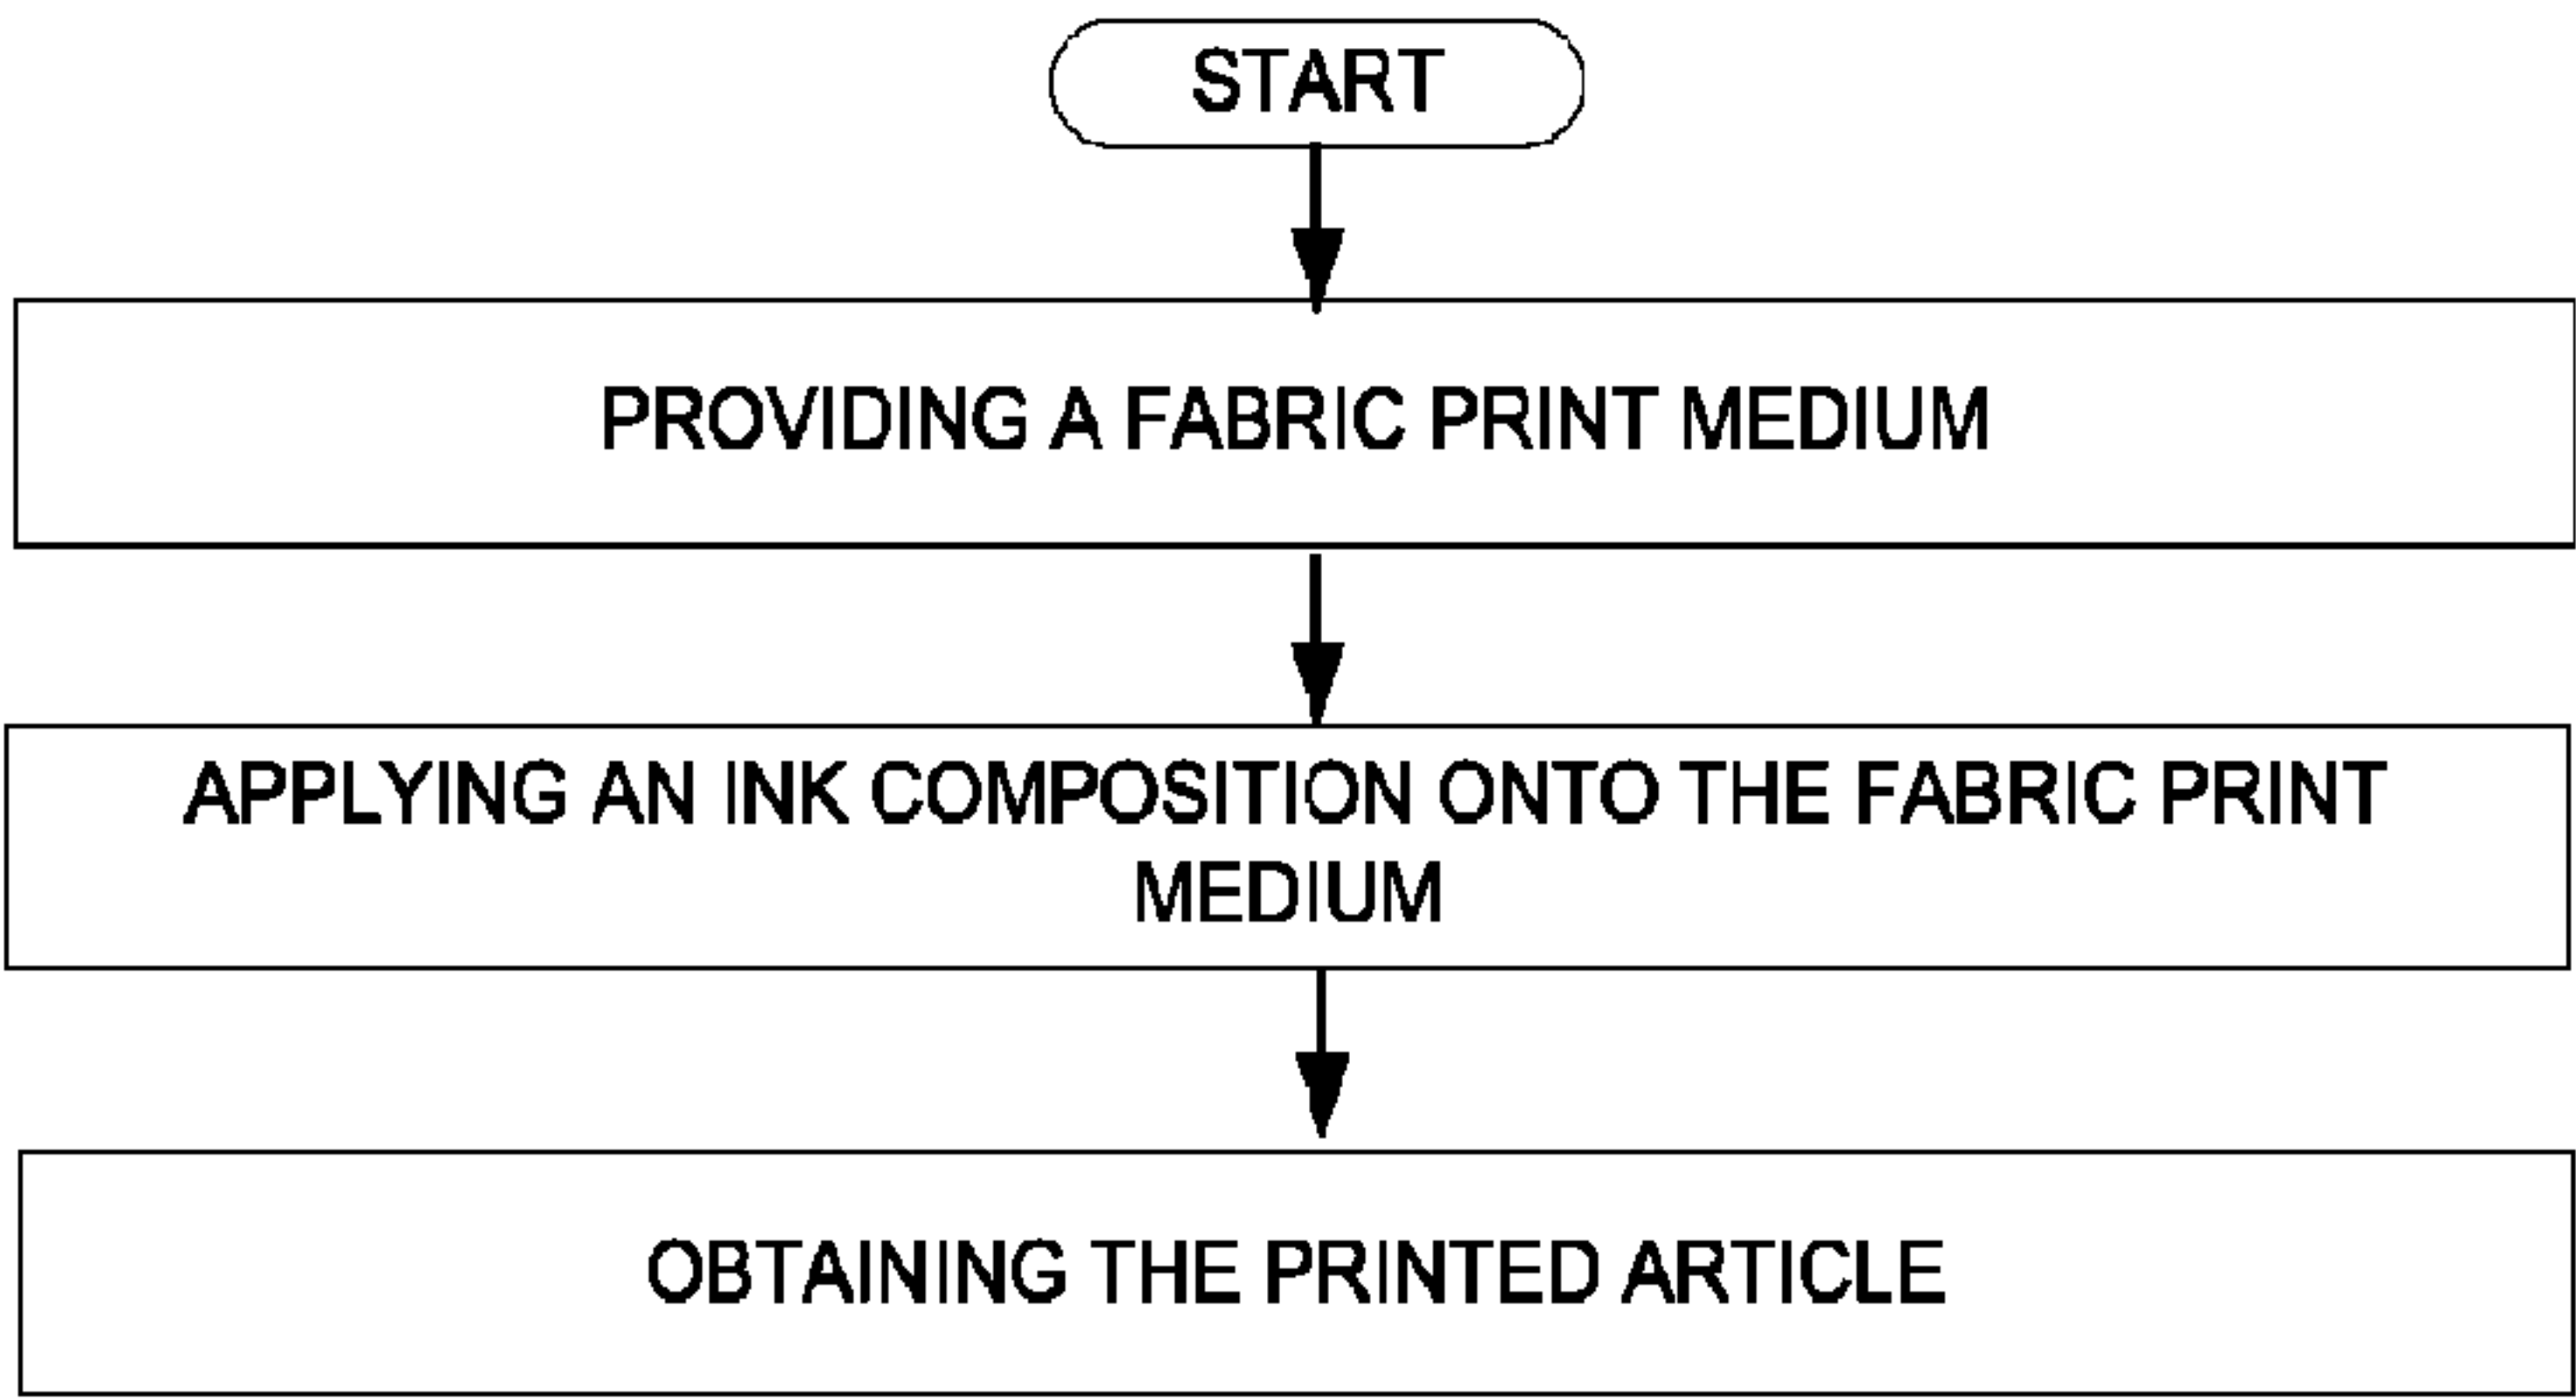 START
PROVIDING A FABRIC PRINT MEDIUM
APPLYING AN INK COMPOSITION ONTO THE FABRIC PRINT
MEDIUM
OBTAINING THE PRINTED ARTICLE